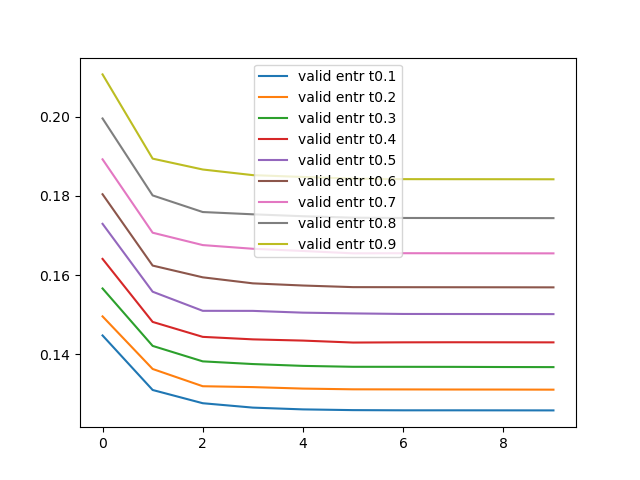 valid entr t0.1
valid entr t0.2
valid entr t0.3
valid entr t0.4
valid entr t0.5
valid entr t0.6
valid entr t0.7
valid entr t0.8
valid entr t0.9
0.20
0.18
0.16
0.14
0 2 4 6 8